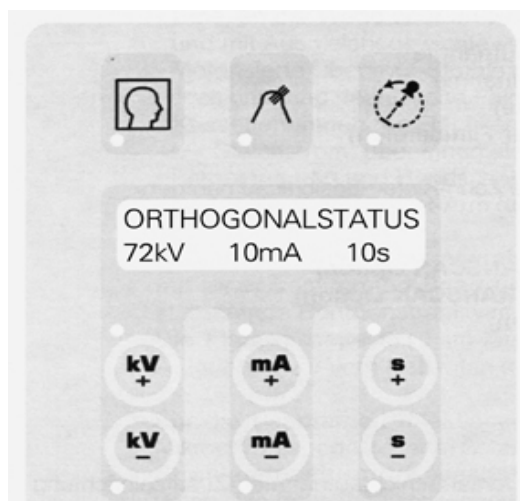 ORTHOGONALSTATUS
72kV 10mA 10s
kV mA s
+ + +
kV mA s
− − −